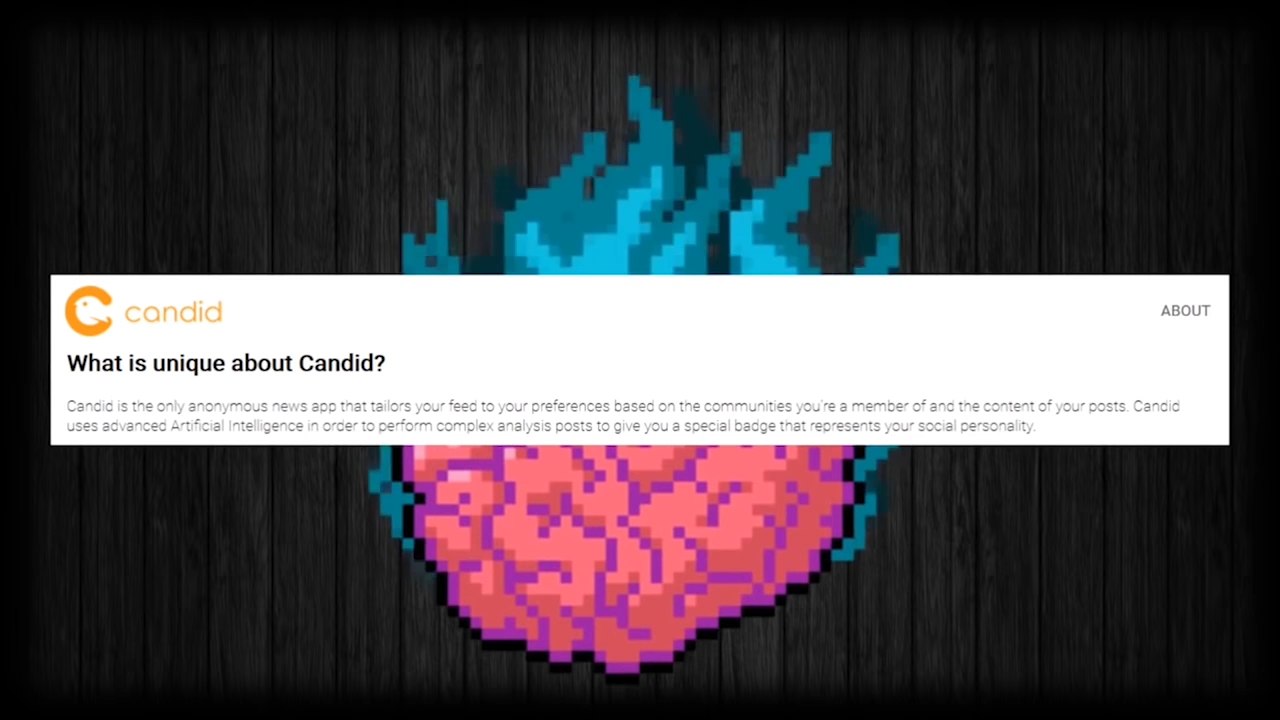 candid
ABOUT
What is unique about Candid?
Candid is the only anonymous news app that tailors your feed to your preferences based on the communities you're a member of and the content of your posts. Candid
uses advanced Artificial Intelligence in order to perform complex analysis posts to give you a special badge that represents your social personality.